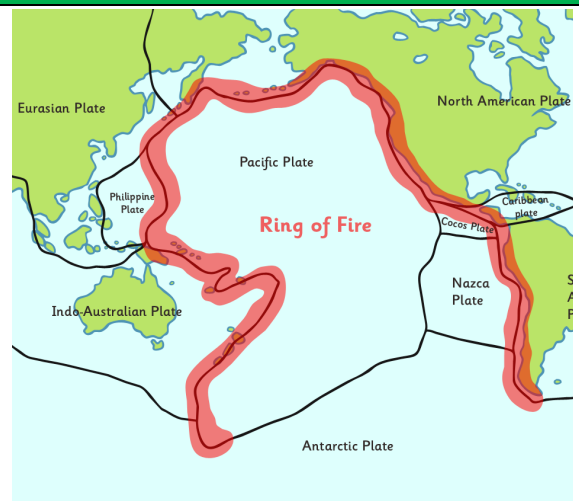 Eurasian Plate
North American Plate
Pacific Plate
Philippine
Plate
Caribbean
plate
Cocos Plate
Ring of Fire
Nazca
Plate
Indo-Australian Plate
S
A
P
Antarctic Plate